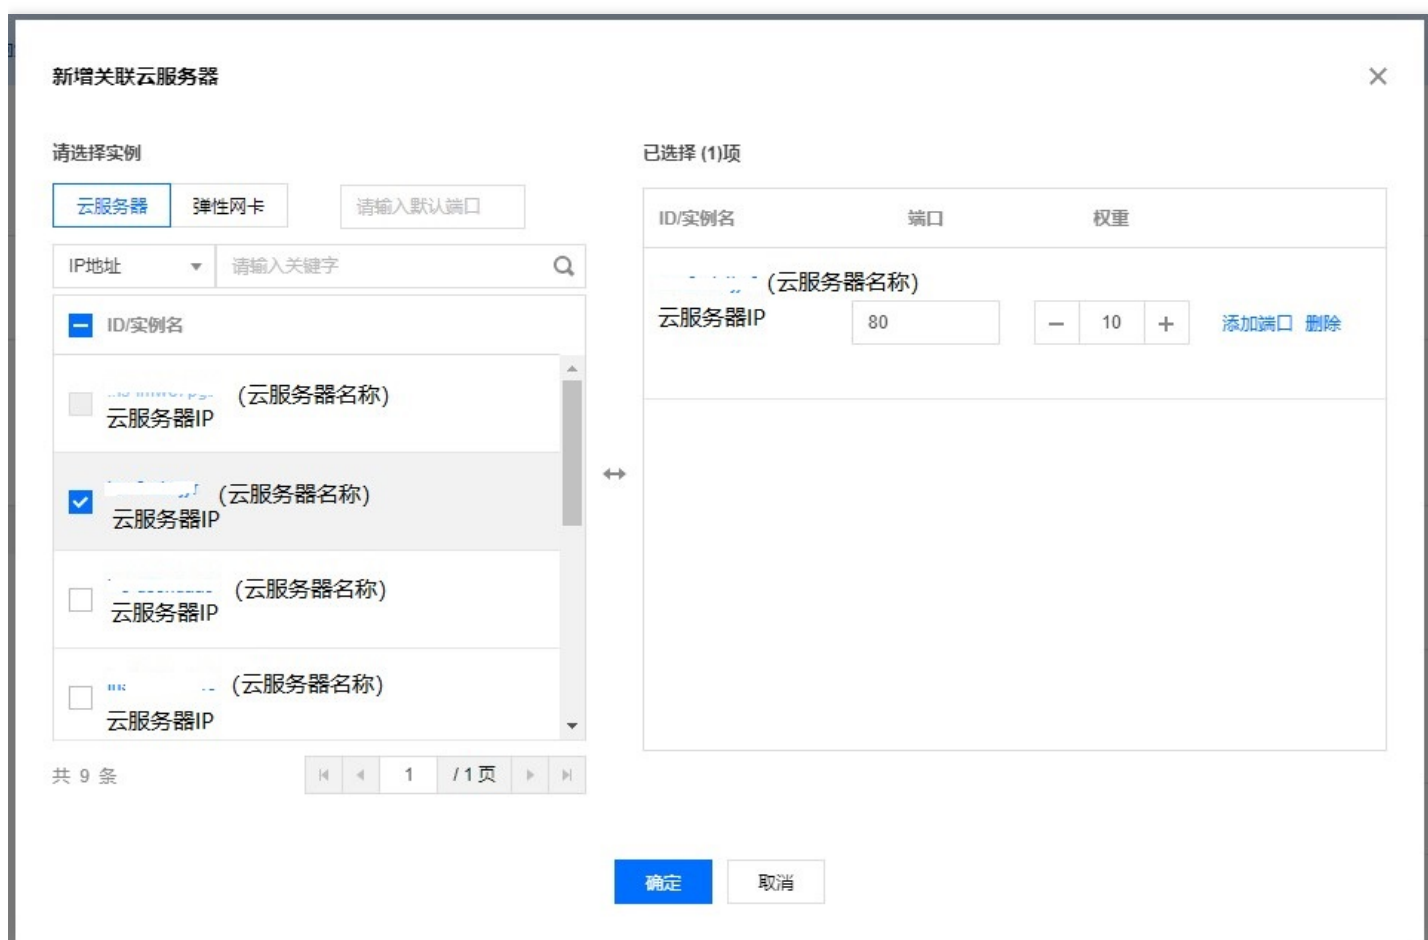 新增关联云服务器
请选择实例
云服务器 弹性网卡 请输入默认端口
IP地址 请输入关键字
ID/实例名
(云服务器名称)
云服务器IP
(云服务器名称)
云服务器IP
(云服务器名称)
云服务器IP
(云服务器名称)
云服务器IP
共 9 条 1 / 1 页
已选择 (1)项
ID/实例名 端口 权重
(云服务器名称)
云服务器IP 80 10 添加端口 删除
确定 取消